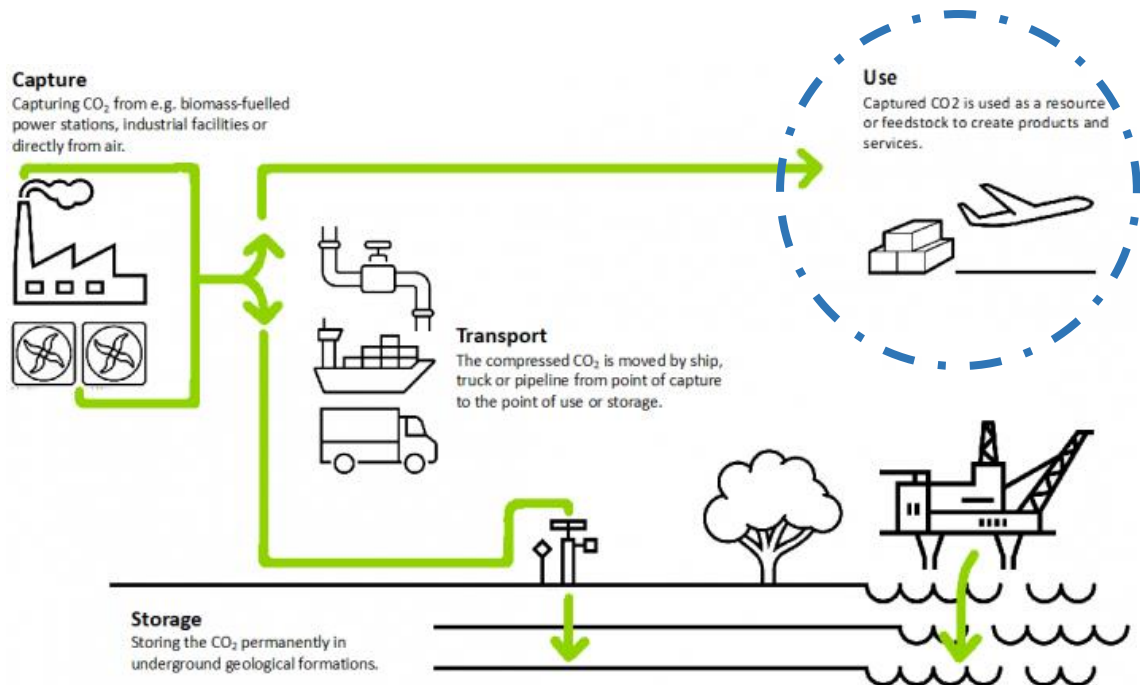 Capture
Capturing CO₂ from e.g. biomass-fuelled
power stations, industrial facilities or
directly from air.
Use
Captured CO2 is used as a resource
or feedstock to create products and
services.
Transport
The compressed CO₂ is moved by ship,
truck or pipeline from point of capture
to the point of use or storage.
Storage
Storing the CO₂ permanently in
underground geological formations.